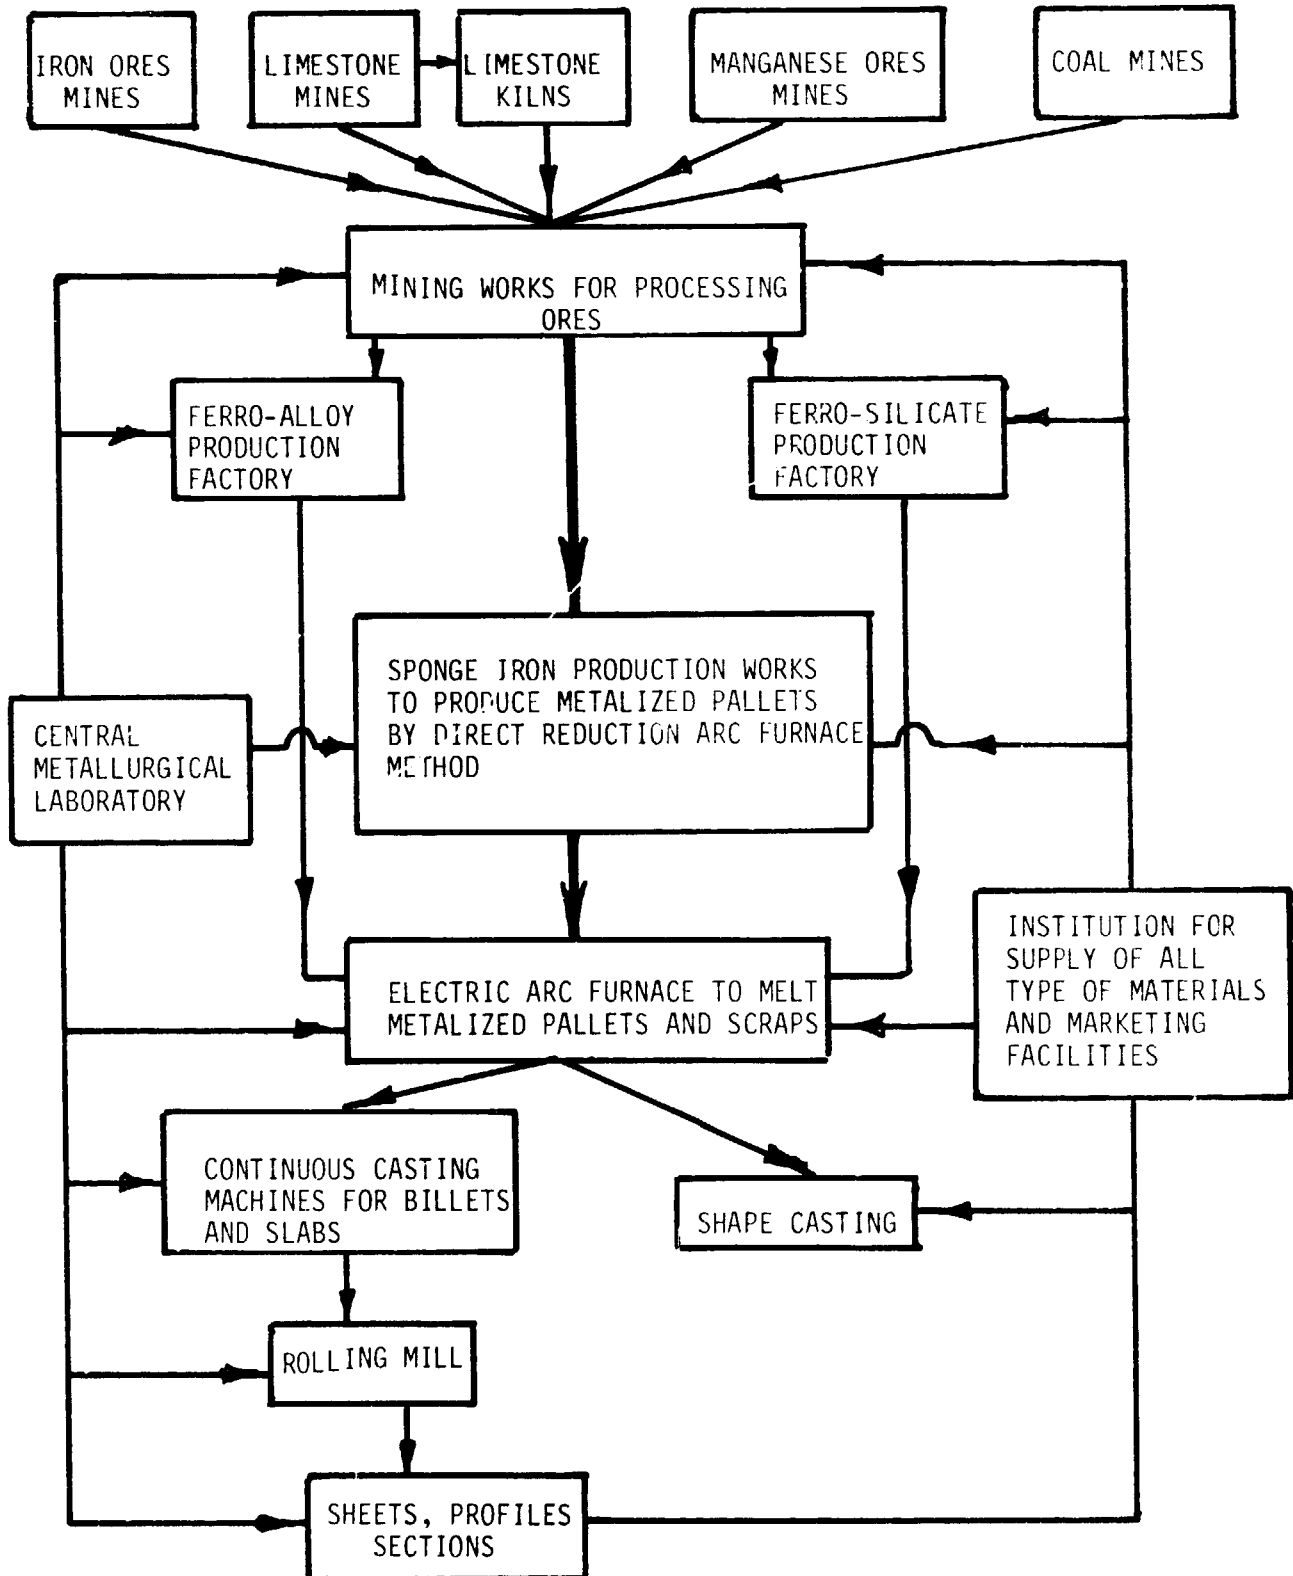 IRON ORES
MINES
LIMESTONE
MINES
LIMESTONE
KILNS
MANGANESE ORES
MINES
COAL MINES
MINING WORKS FOR PROCESSING
ORES
FERRO-ALLOY
PRODUCTION
FACTORY
FERRO-SILICATE
PRODUCTION
FACTORY
SPONGE IRON PRODUCTION WORKS
TO PRODUCE METALIZED PALLETS
BY DIRECT REDUCTION ARC FURNACE
METHOD
CENTRAL
METALLURGICAL
LABORATORY
INSTITUTION FOR
SUPPLY OF ALL
TYPE OF MATERIALS
AND MARKETING
FACILITIES
ELECTRIC ARC FURNACE TO MELT
METALIZED PALLETS AND SCRAPS
CONTINUOUS CASTING
MACHINES FOR BILLETS
AND SLABS
SHAPE CASTING
ROLLING MILL
SHEETS, PROFILES
SECTIONS